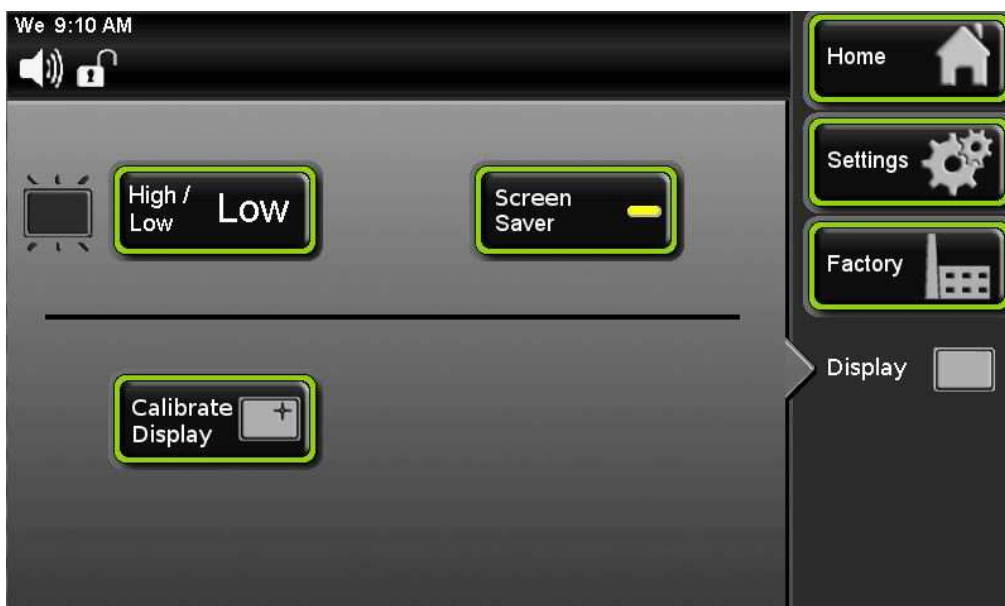 We 9:10 AM
Home
Settings
High /
Low
Low
Screen
Saver
Factory
Display
Calibrate
Display